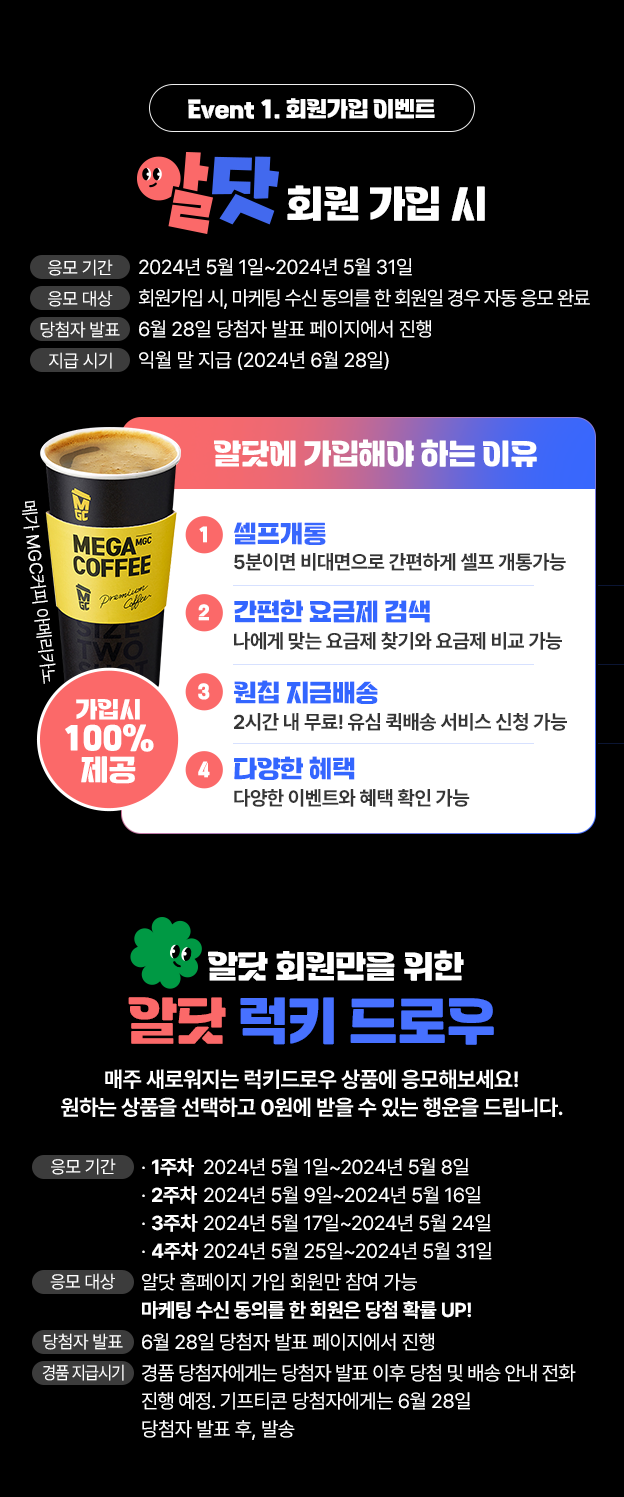 Event 1. 회원가입 이벤트
알닷 회원 가입 시
응모 기간 2024년 5월 1일~2024년 5월 31일
응모 대상 회원가입 시, 마케팅 수신 동의를 한 회원일 경우 자동 응모 완료
당첨자 발표 6월 28일 당첨자 발표 페이지에서 진행
지급 시기 익월 말 지급 (2024년 6월 28일)
알닷에 가입해야 하는 이유
메가 MGC커피 아메리카노
MGC
MEGA MGC
COFFEE
MGC Premium
Coffee
SIZE
TWO
SHOT
가입시
100%
제공
1 셀프개통
5분이면 비대면으로 간편하게 셀프 개통가능
2 간편한 요금제 검색
나에게 맞는 요금제 찾기와 요금제 비교 가능
3 원칩 지금배송
2시간 내 무료! 유심 퀵배송 서비스 신청 가능
4 다양한 혜택
다양한 이벤트와 혜택 확인 가능
알닷 회원만을 위한
알닷 럭키 드로우
매주 새로워지는 럭키드로우 상품에 응모해보세요!
원하는 상품을 선택하고 0원에 받을 수 있는 행운을 드립니다.
응모 기간 · 1주차 2024년 5월 1일~2024년 5월 8일
· 2주차 2024년 5월 9일~2024년 5월 16일
· 3주차 2024년 5월 17일~2024년 5월 24일
· 4주차 2024년 5월 25일~2024년 5월 31일
응모 대상 알닷 홈페이지 가입 회원만 참여 가능
마케팅 수신 동의를 한 회원은 당첨 확률 UP!
당첨자 발표 6월 28일 당첨자 발표 페이지에서 진행
경품 지급시기 경품 당첨자에게는 당첨자 발표 이후 당첨 및 배송 안내 전화
진행 예정. 기프티콘 당첨자에게는 6월 28일
당첨자 발표 후, 발송